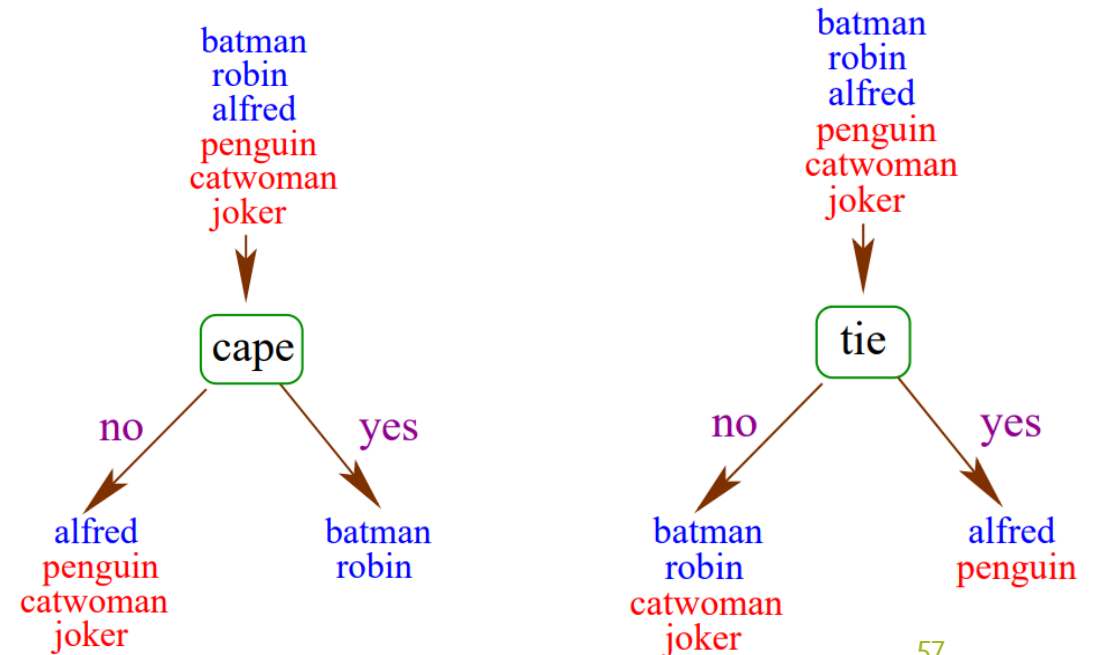 batman
robin
alfred
penguin
catwoman
joker
cape
no
yes
alfred
penguin
catwoman
joker
batman
robin
batman
robin
alfred
penguin
catwoman
joker
tie
no
yes
batman
robin
catwoman
joker
alfred
penguin
57